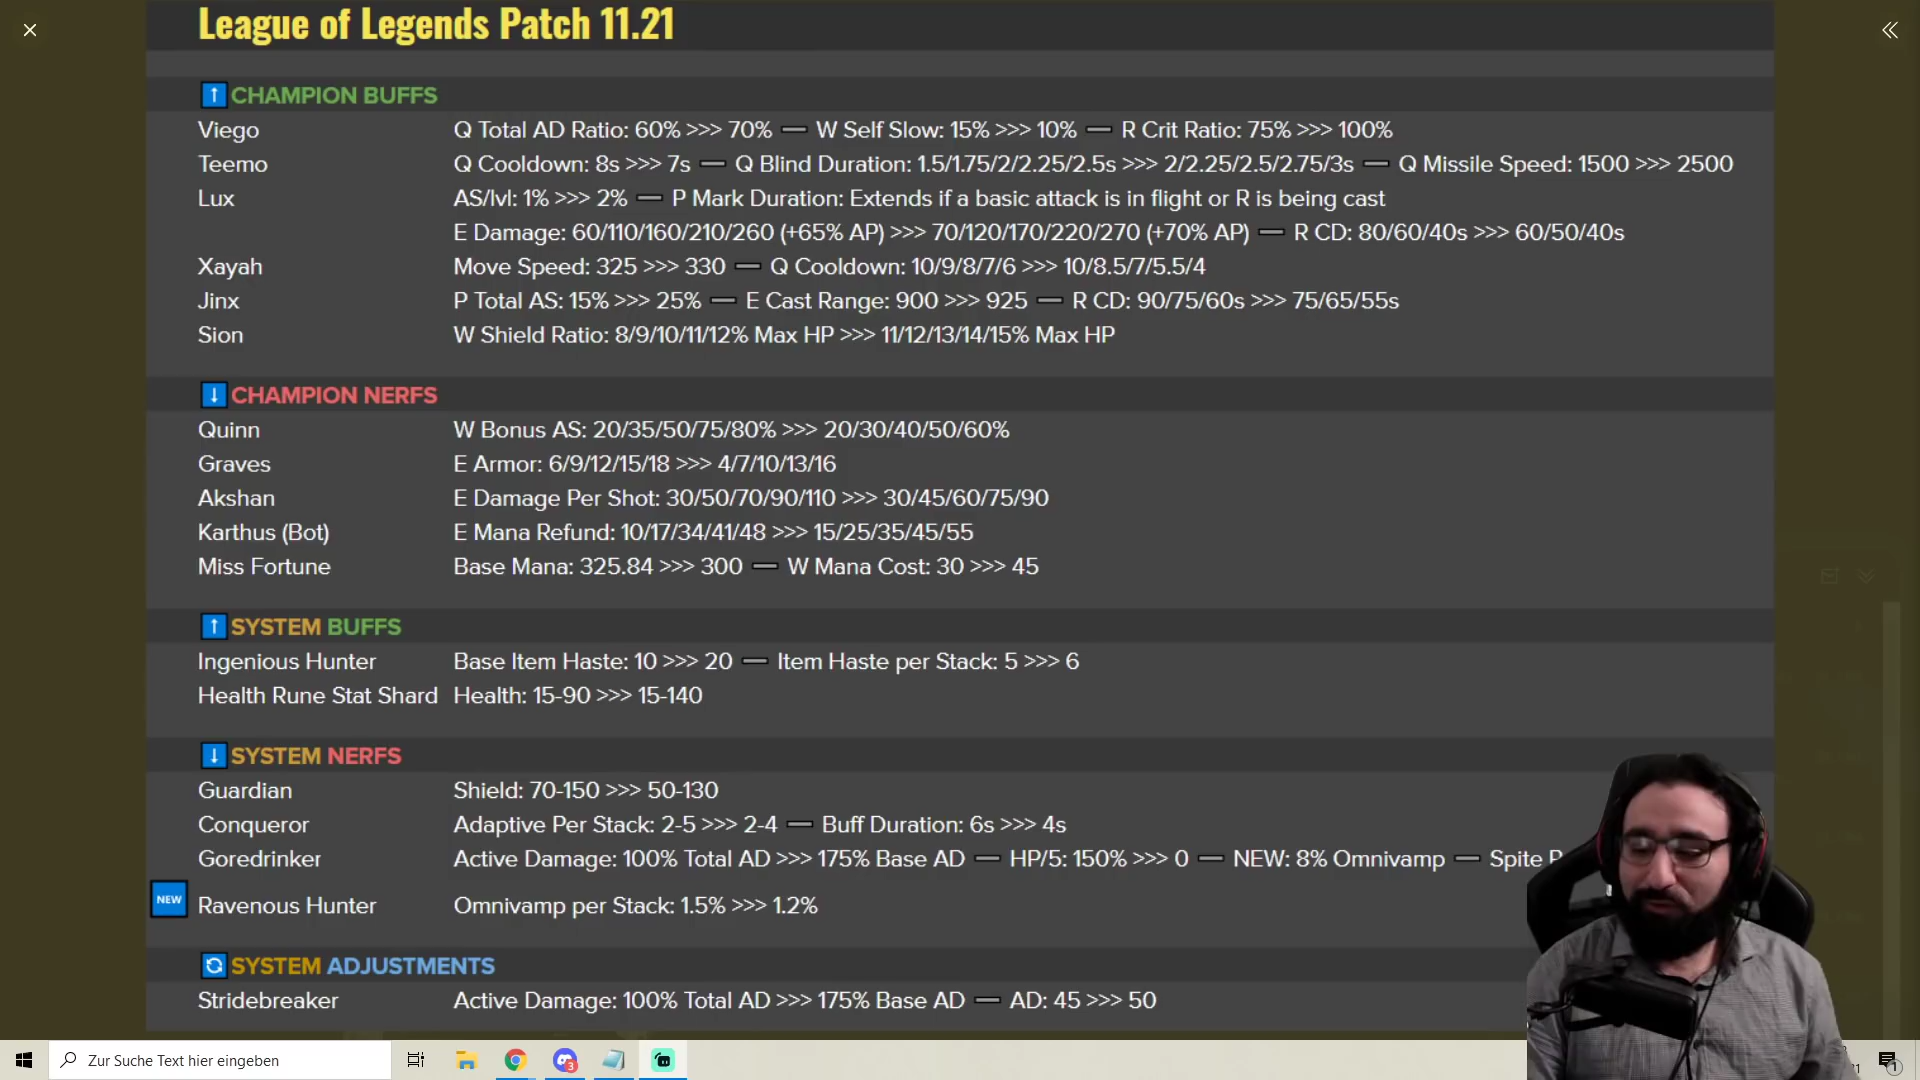 League of Legends Patch 11.21
CHAMPION BUFFS
Viego Q Total AD Ratio: 60% >>> 70% ➖ W Self Slow: 15% >>> 10% ➖ R Crit Ratio: 75% >>> 100%
Teemo Q Cooldown: 8s >>> 7s ➖ Q Blind Duration: 1.5/1.75/2/2.25/2.5s >>> 2/2.25/2.5/2.75/3s ➖ Q Missile Speed: 1500 >>> 2500
Lux AS/lvl: 1% >>> 2% ➖ P Mark Duration: Extends if a basic attack is in flight or R is being cast
E Damage: 60/110/160/210/260 (+65% AP) >>> 70/120/170/220/270 (+70% AP) ➖ R CD: 80/60/40s >>> 60/50/40s
Xayah Move Speed: 325 >>> 330 ➖ Q Cooldown: 10/9/8/7/6 >>> 10/8.5/7/5.5/4
Jinx P Total AS: 15% >>> 25% ➖ E Cast Range: 900 >>> 925 ➖ R CD: 90/75/60s >>> 75/65/55s
Sion W Shield Ratio: 8/9/10/11/12% Max HP >>> 11/12/13/14/15% Max HP
CHAMPION NERFS
Quinn W Bonus AS: 20/35/50/75/80% >>> 20/30/40/50/60%
Graves E Armor: 6/9/12/15/18 >>> 4/7/10/13/16
Akshan E Damage Per Shot: 30/50/70/90/110 >>> 30/45/60/75/90
Karthus (Bot) E Mana Refund: 10/17/34/41/48 >>> 15/25/35/45/55
Miss Fortune Base Mana: 325.84 >>> 300 ➖ W Mana Cost: 30 >>> 45
SYSTEM BUFFS
Ingenious Hunter Base Item Haste: 10 >>> 20 ➖ Item Haste per Stack: 5 >>> 6
Health Rune Stat Shard Health: 15-90 >>> 15-140
SYSTEM NERFS
Guardian Shield: 70-150 >>> 50-130
Conqueror Adaptive Per Stack: 2-5 >>> 2-4 ➖ Buff Duration: 6s >>> 4s
Goredrinker Active Damage: 100% Total AD >>> 175% Base AD ➖ HP/5: 150% >>> 0 ➖ NEW: 8% Omnivamp ➖ Spite
NEW Ravenous Hunter Omnivamp per Stack: 1.5% >>> 1.2%
SYSTEM ADJUSTMENTS
Stridebreaker Active Damage: 100% Total AD >>> 175% Base AD ➖ AD: 45 >>> 50
Zur Suche Text hier eingeben
3
1